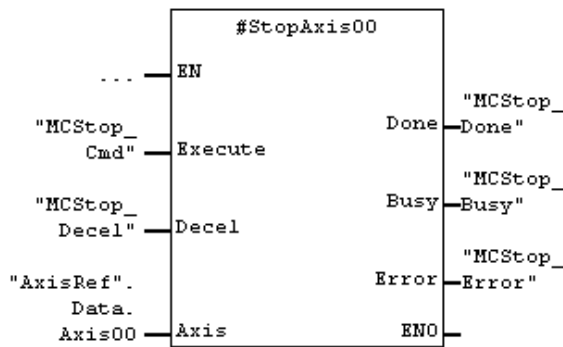 #StopAxis00
... EN
"MCStop_
Cmd" Execute
"MCStop_
Decel" Decel
"AxisRef".
Data.
Axis00 Axis
"MCStop_
Done Done"
"MCStop_
Busy Busy"
"MCStop_
Error Error"
ENO